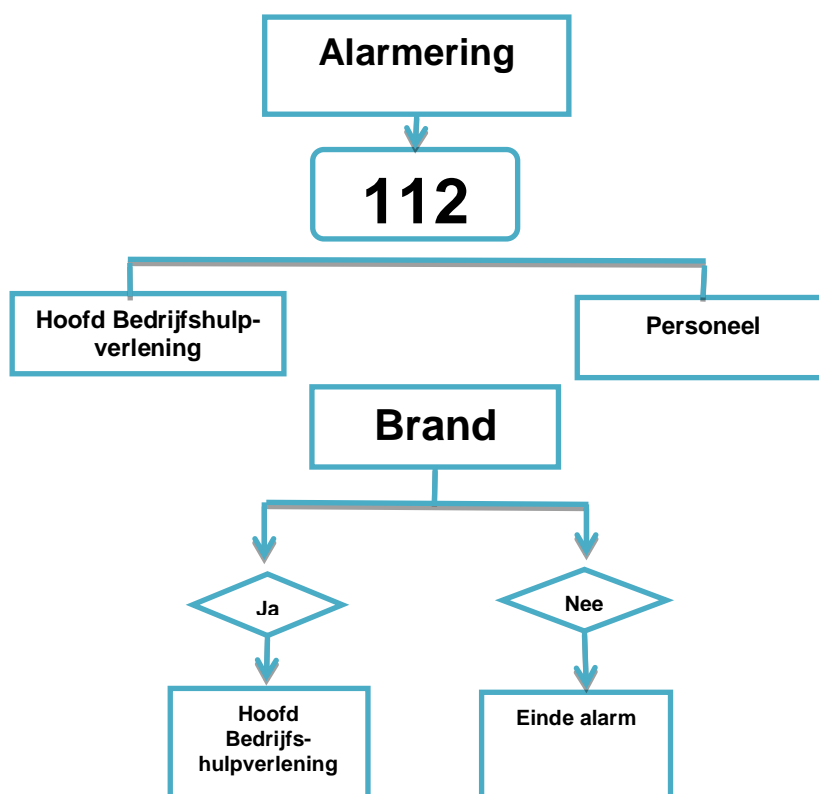 Alarmering
112
Hoofd Bedrijfshulp-
verlening
Personeel
Brand
Ja
Nee
Hoofd
Bedrijfs-
hulpverlening
Einde alarm